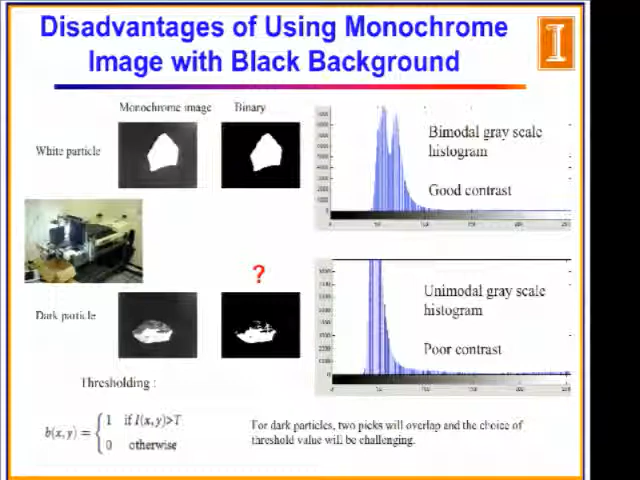 Disadvantages of Using Monochrome
Image with Black Background
I
Monochrome image
Binary
White particle
Bimodal gray scale
histogram
Good contrast
?
Dark particle
Unimodal gray scale
histogram
Poor contrast
Thresholding :
b(x,y) = { 1 if I(x,y)>T
0 otherwise
For dark particles, two picks will overlap and the choice of
threshold value will be challenging.